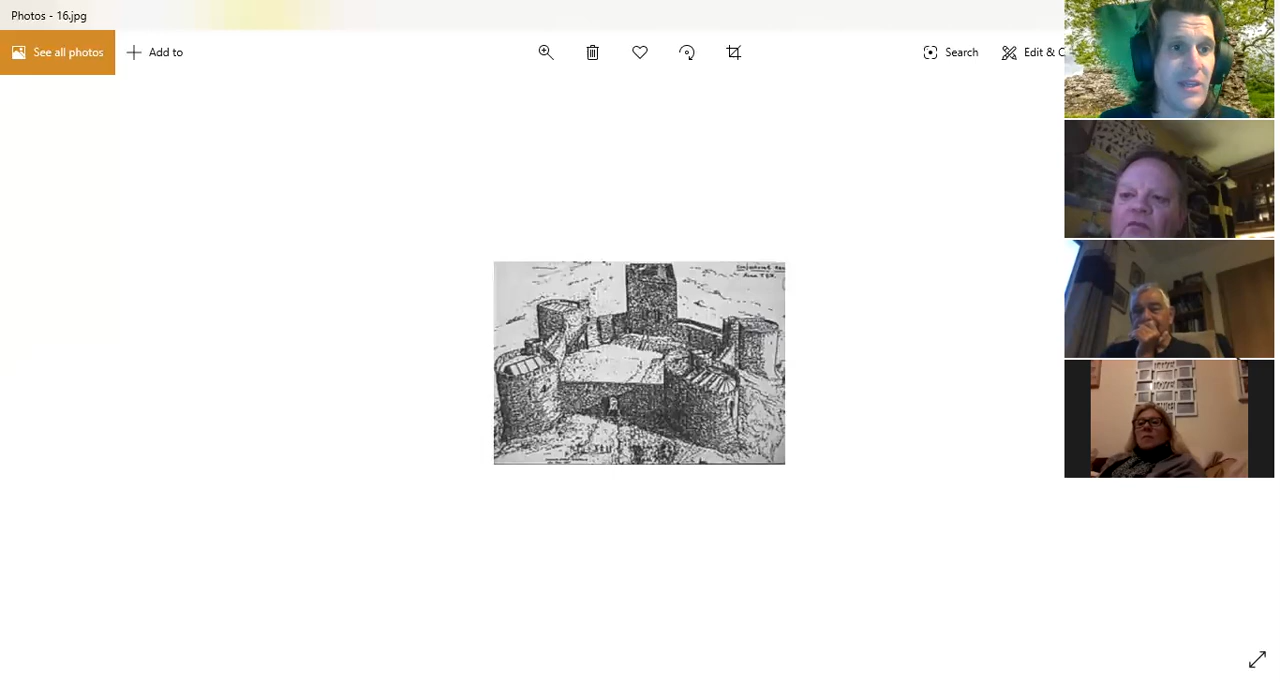 Photos - 16.jpg
See all photos
Add to
Search
Edit & C